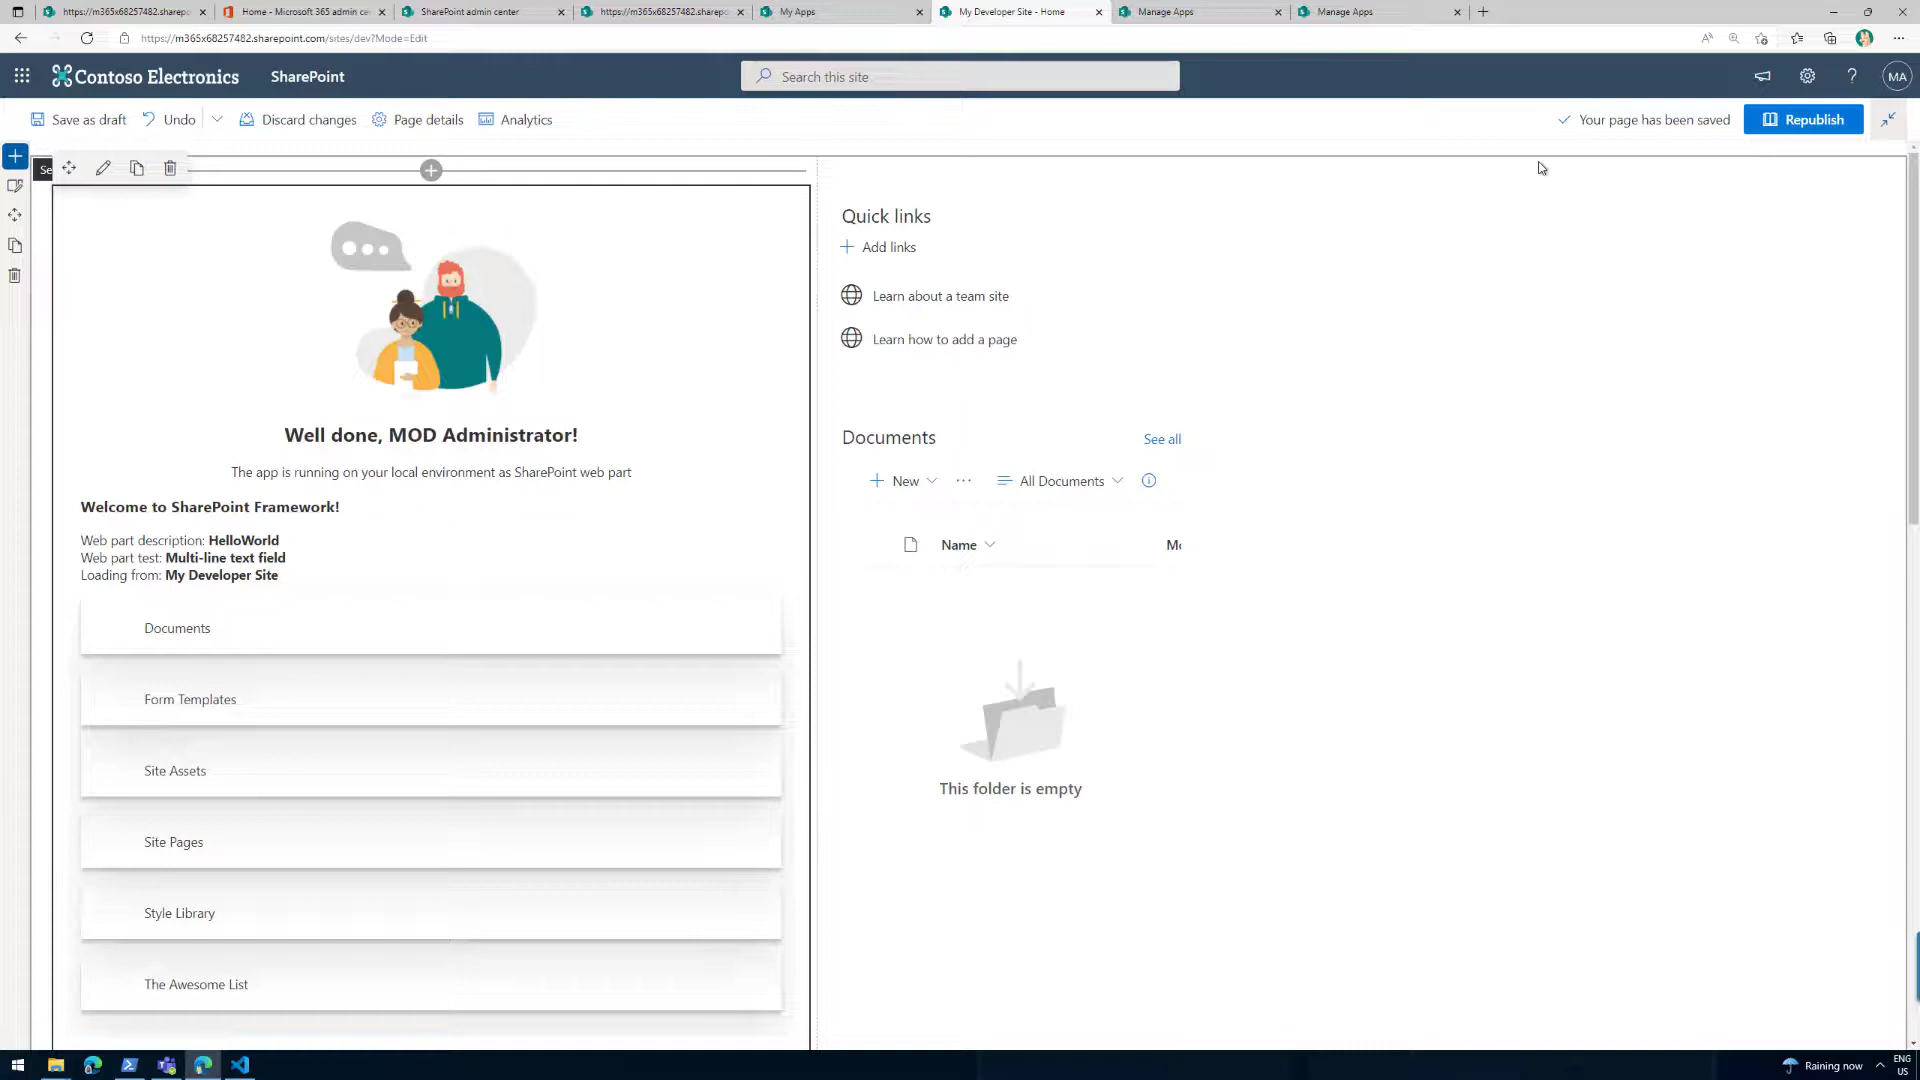 https://m365x68257482.sharepo
Home - Microsoft 365 admin ce
SharePoint admin center
https://m365x68257482.sharepo
My Apps
My Developer Site - Home
Manage Apps
Manage Apps
https://m365x68257482.sharepoint.com/sites/dev?Mode=Edit
Contoso Electronics
SharePoint
Search this site
MA
Save as draft
Undo
Discard changes
Page details
Analytics
Your page has been saved
Republish
Se
Well done, MOD Administrator!
The app is running on your local environment as SharePoint web part
Welcome to SharePoint Framework!
Web part description: HelloWorld
Web part test: Multi-line text field
Loading from: My Developer Site
Documents
Form Templates
Site Assets
Site Pages
Style Library
The Awesome List
Quick links
Add links
Learn about a team site
Learn how to add a page
Documents
See all
New
All Documents
Name
Mo
This folder is empty
Raining now
ENG
US